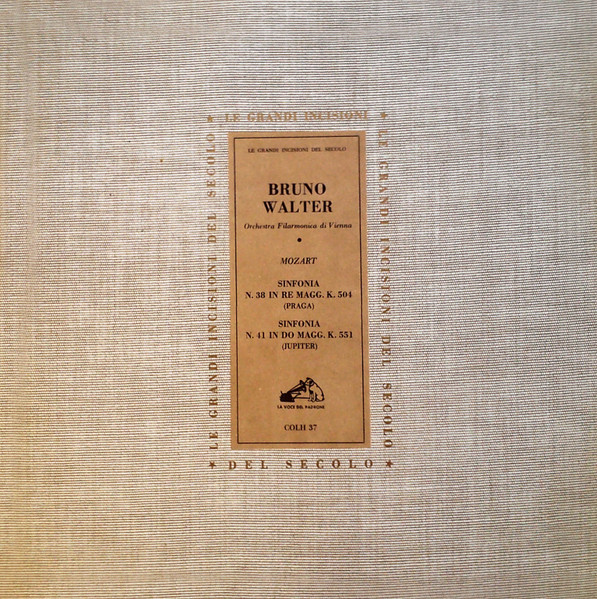 ★ LE GRANDI INCISIONI
LE GRANDI INCISIONI DEL SECOLO
LE GRANDI INCISIONI DEL SECOLO
BRUNO
WALTER
Orchestra Filarmonica di Vienna
•
MOZART
SINFONIA
N. 38 IN RE MAGG. K. 504
(PRAGA)
SINFONIA
N. 41 IN DO MAGG. K. 551
(JUPITER)
LA VOCE DEL PADRONE
COLH 37
LE GRANDI INCISIONI DEL SECOLO
★ DEL SECOLO ★